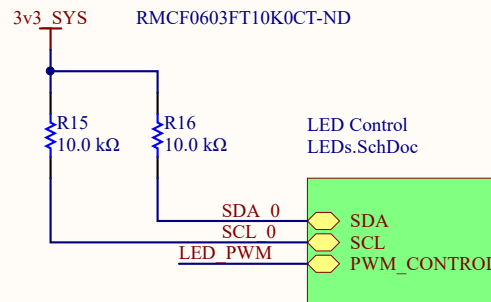 3v3_SYS
RMCF0603FT10K0CT-ND
R15
10.0 kΩ
R16
10.0 kΩ
LED Control
LEDs.SchDoc
SDA_0
SCL_0
LED_PWM
SDA
SCL
PWM_CONTROL